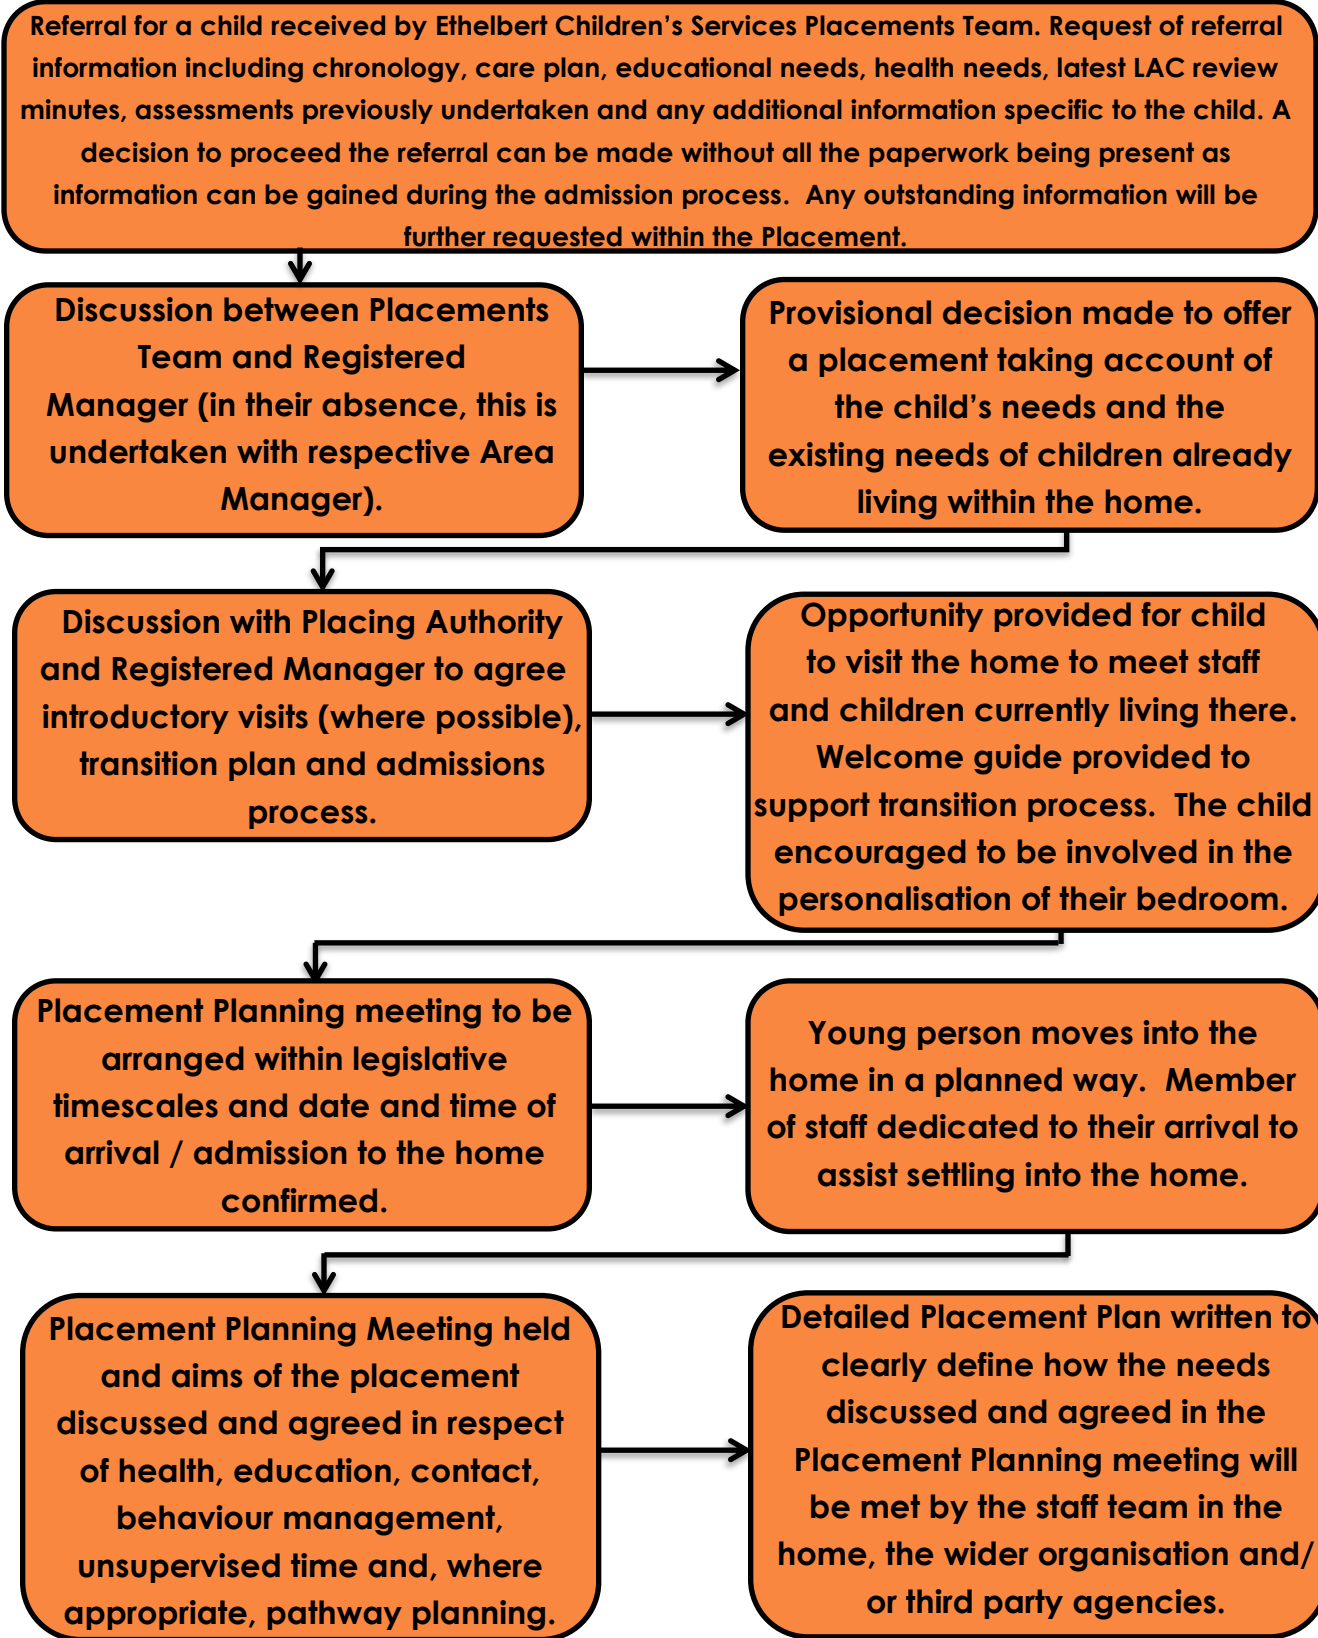 Referral for a child received by Ethelbert Children’s Services Placements Team. Request of referral
information including chronology, care plan, educational needs, health needs, latest LAC review
minutes, assessments previously undertaken and any additional information specific to the child. A
decision to proceed the referral can be made without all the paperwork being present as
information can be gained during the admission process.  Any outstanding information will be
further requested within the Placement.
Discussion between Placements
Team and Registered
Manager (in their absence, this is
undertaken with respective Area
Manager).
Provisional decision made to offer
a placement taking account of
the child’s needs and the
existing needs of children already
living within the home.
Discussion with Placing Authority
and Registered Manager to agree
introductory visits (where possible),
transition plan and admissions
process.
Opportunity provided for child
to visit the home to meet staff
and children currently living there.
Welcome guide provided to
support transition process.  The child
encouraged to be involved in the
personalisation of their bedroom.
Placement Planning meeting to be
arranged within legislative
timescales and date and time of
arrival / admission to the home
confirmed.
Young person moves into the
home in a planned way.  Member
of staff dedicated to their arrival to
assist settling into the home.
Placement Planning Meeting held
and aims of the placement
discussed and agreed in respect
of health, education, contact,
behaviour management,
unsupervised time and, where
appropriate, pathway planning.
Detailed Placement Plan written to
clearly define how the needs
discussed and agreed in the
Placement Planning meeting will
be met by the staff team in the
home, the wider organisation and/
or third party agencies.